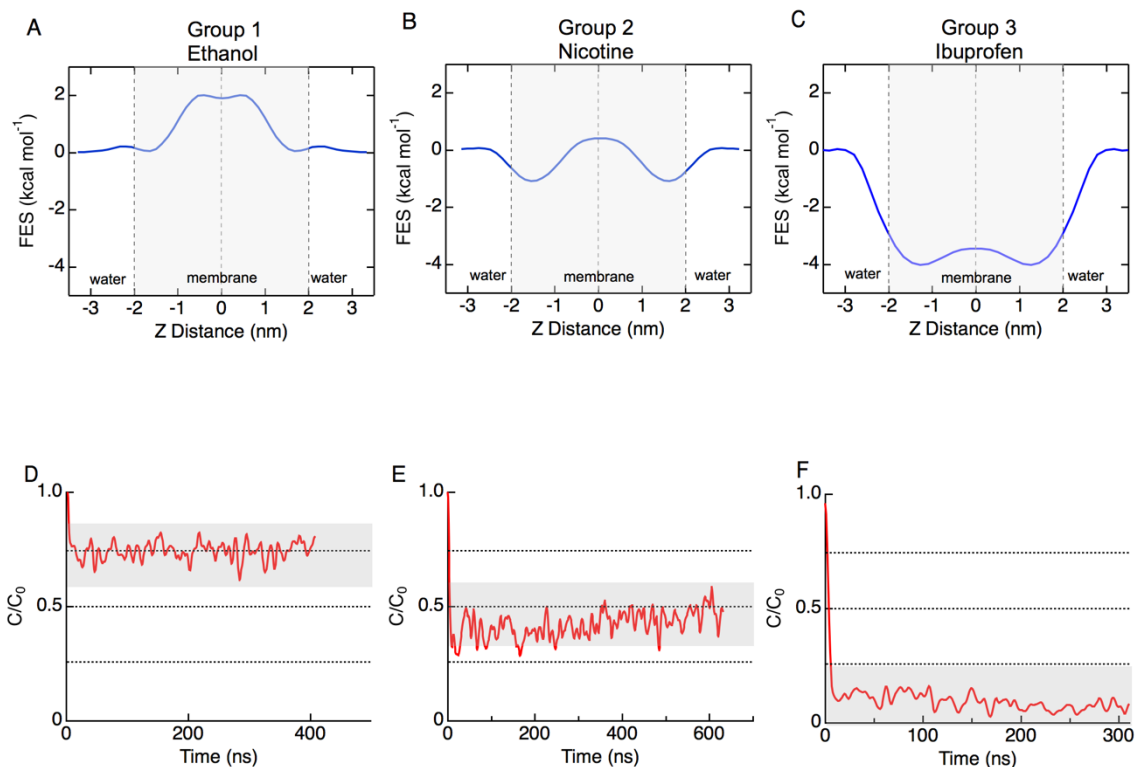 A
Group 1
Ethanol
FES (kcal mol⁻¹)
2
0
-2
-4
water
membrane
water
-3 -2 -1 0 1 2 3
Z Distance (nm)
B
Group 2
Nicotine
FES (kcal mol⁻¹)
2
0
-2
-4
water
membrane
water
-3 -2 -1 0 1 2 3
Z Distance (nm)
C
Group 3
Ibuprofen
FES (kcal mol⁻¹)
2
0
-2
-4
water
membrane
water
-3 -2 -1 0 1 2 3
Z Distance (nm)
D
C/C₀
1.0
0.5
0
0 200 400
Time (ns)
E
C/C₀
1.0
0.5
0
0 200 400 600
Time (ns)
F
C/C₀
1.0
0.5
0
0 100 200 300
Time (ns)